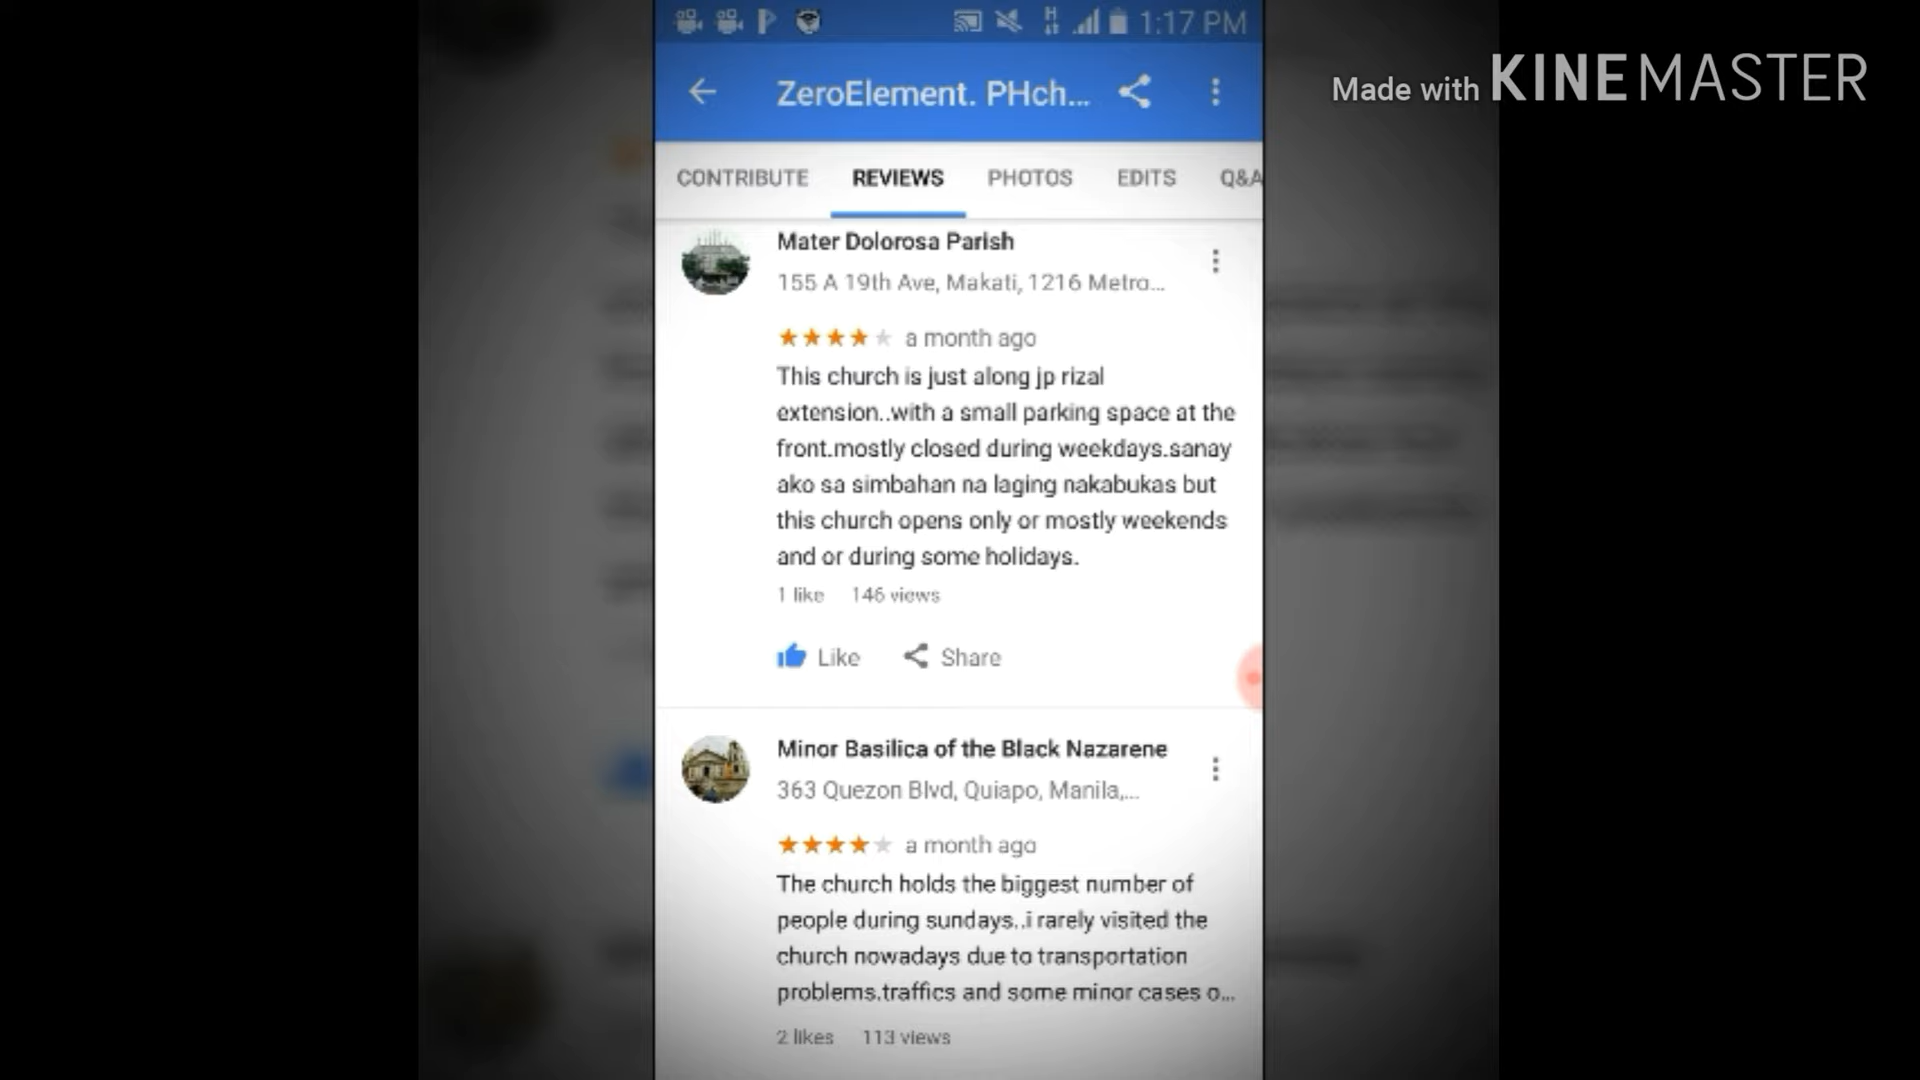 1:17 PM
Made with KINEMASTER
ZeroElement. PHch...
CONTRIBUTE REVIEWS PHOTOS EDITS Q&A
Mater Dolorosa Parish
155 A 19th Ave, Makati, 1216 Metro...
a month ago
This church is just along jp rizal
extension..with a small parking space at the
front.mostly closed during weekdays.sanay
ako sa simbahan na laging nakabukas but
this church opens only or mostly weekends
and or during some holidays.
1 like 146 views
Like Share
Minor Basilica of the Black Nazarene
363 Quezon Blvd, Quiapo, Manila,...
a month ago
The church holds the biggest number of
people during sundays..i rarely visited the
church nowadays due to transportation
problems.traffics and some minor cases o...
2 likes 113 views